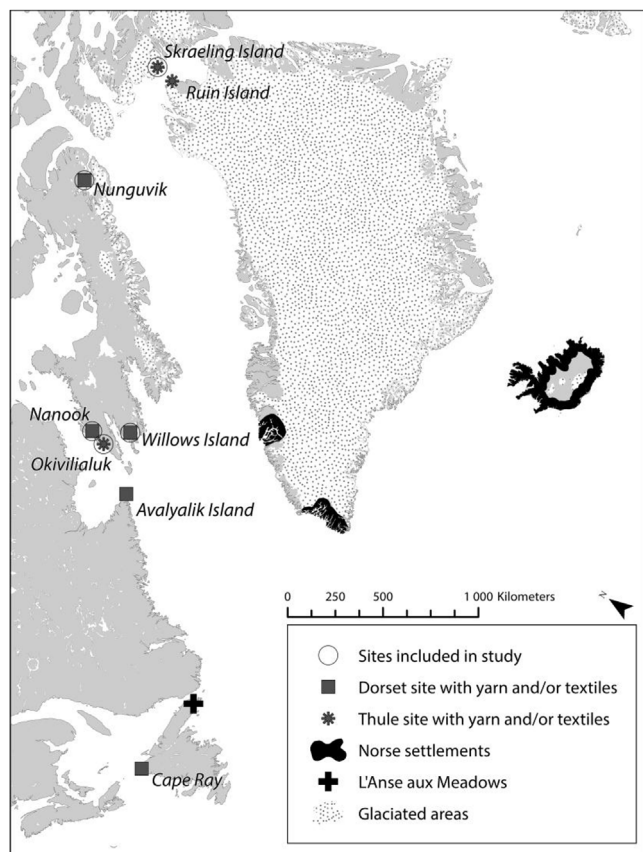 Skraeling Island
Ruin Island
Nunguvik
Nanook
Willows Island
Okivilialuk
Avalyalik Island
N
0 250 500 1 000 Kilometers
Sites included in study
Dorset site with yarn and/or textiles
Thule site with yarn and/or textiles
Norse settlements
L'Anse aux Meadows
Glaciated areas
Cape Ray